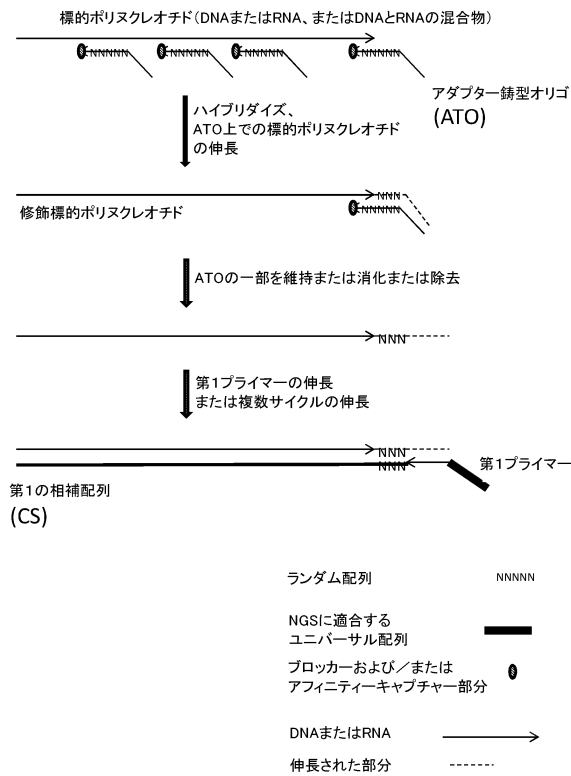 標的ポリヌクレオチド（DNAまたはRNA、またはDNAとRNAの混合物）
NNNNN NNNNN NNNNN NNNNN
アダプター鋳型オリゴ
(ATO)
ハイブリダイズ、
ATO上での標的ポリヌクレオチド
の伸長
NNN
NNNNN
修飾標的ポリヌクレオチド
ATOの一部を維持または消化または除去
NNN
第１プライマーの伸長
または複数サイクルの伸長
NNN
NNN
第１プライマー
第１の相補配列
(CS)
ランダム配列 NNNNN
NGSに適合する
ユニバーサル配列
ブロッカーおよび／または
アフィニティーキャプチャー部分
DNAまたはRNA
伸長された部分